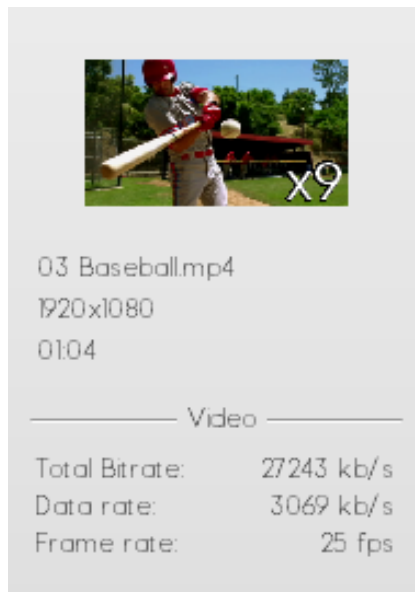 x9
03 Baseball.mp4
1920x1080
01:04
Video
Total Bitrate: 27243 kb/s
Data rate: 3069 kb/s
Frame rate: 25 fps